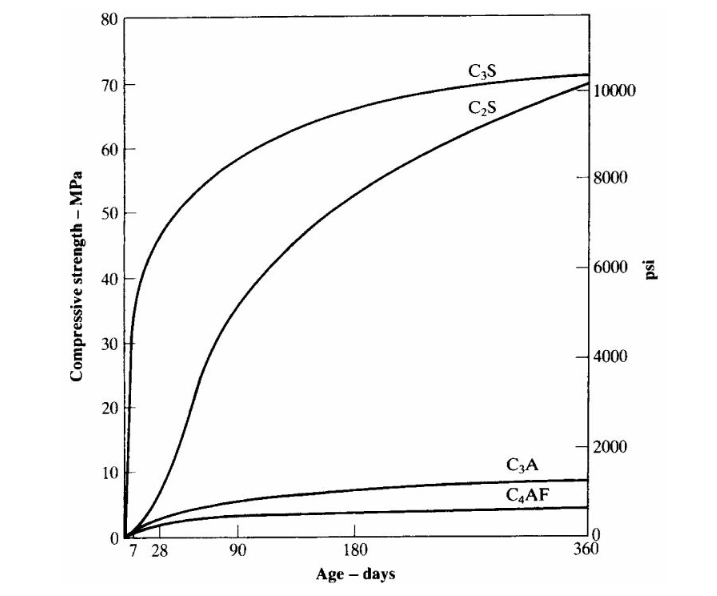 80
70
60
50
40
30
20
10
0
Compressive strength – MPa
C₃S
C₂S
C₃A
C₄AF
10000
8000
6000
4000
2000
0
psi
7 28 90 180 360
Age – days